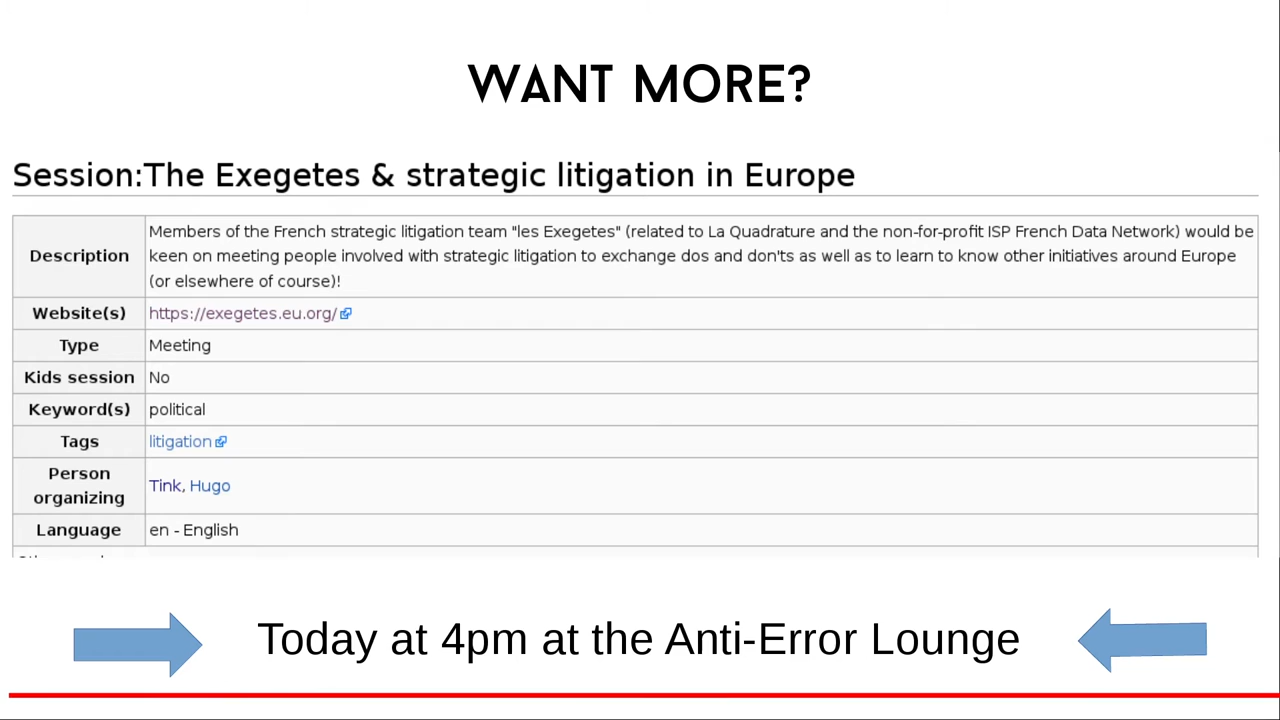 WANT MORE?
Session:The Exegetes & strategic litigation in Europe
Members of the French strategic litigation team "les Exegetes" (related to La Quadrature and the non-for-profit ISP French Data Network) would be
Description keen on meeting people involved with strategic litigation to exchange dos and don'ts as well as to learn to know other initiatives around Europe
(or elsewhere of course)!
Website(s) https://exegetes.eu.org/
Type Meeting
Kids session No
Keyword(s) political
Tags litigation
Person
organizing Tink, Hugo
Language en - English
Today at 4pm at the Anti-Error Lounge